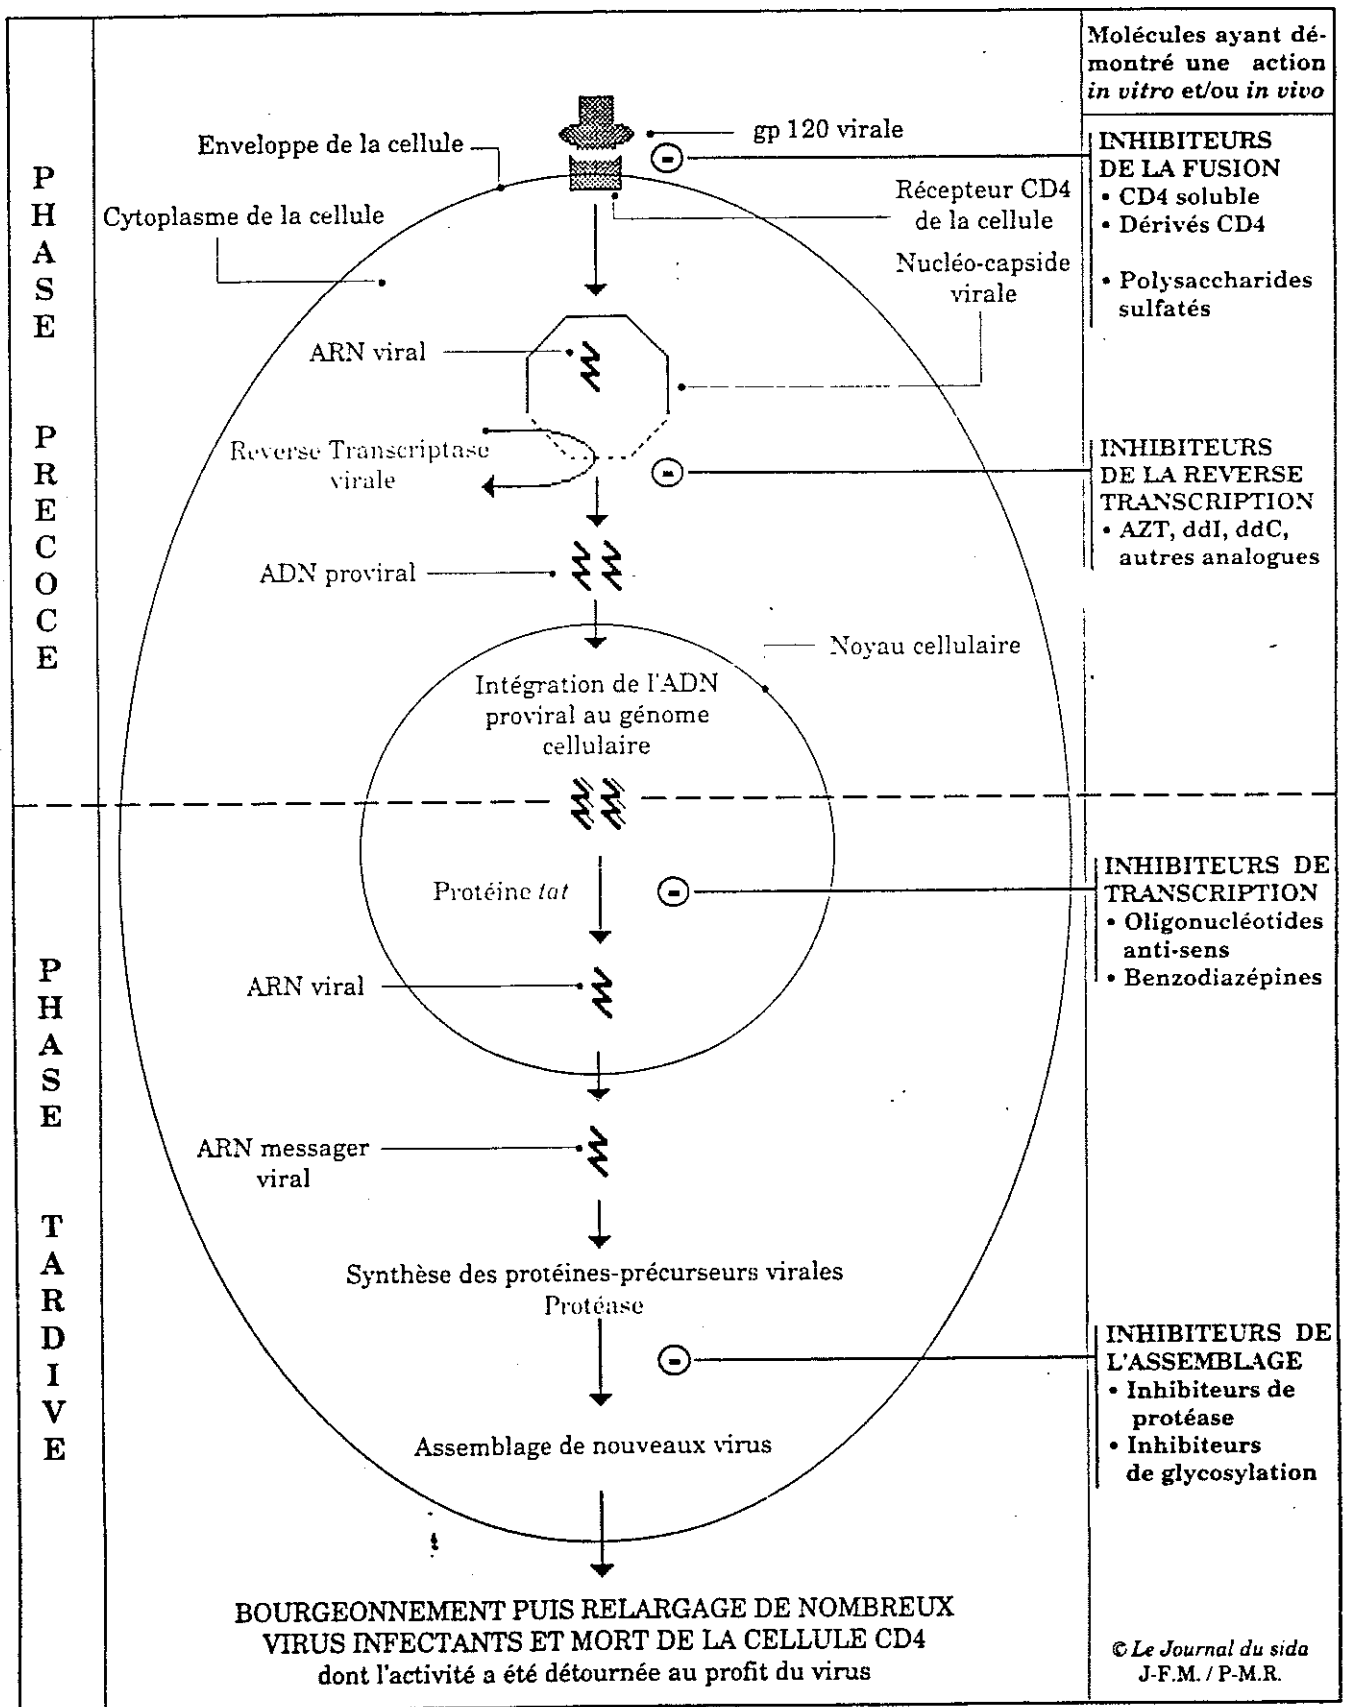 PHASE PRECOCE
Molécules ayant dé-
montré une action
in vitro et/ou in vivo
gp 120 virale
Enveloppe de la cellule
Cytoplasme de la cellule
Récepteur CD4
de la cellule
Nucléo-capside
virale
INHIBITEURS
DE LA FUSION
• CD4 soluble
• Dérivés CD4
• Polysaccharides
sulfatés
ARN viral
Reverse Transcriptase
virale
INHIBITEURS
DE LA REVERSE
TRANSCRIPTION
• AZT, ddI, ddC,
autres analogues
ADN proviral
Noyau cellulaire
Intégration de l'ADN
proviral au génome
cellulaire
PHASE TARDIVE
Protéine tat
INHIBITEURS DE
TRANSCRIPTION
• Oligonucléotides
anti-sens
• Benzodiazépines
ARN viral
ARN messager
viral
Synthèse des protéines-précurseurs virales
Protéase
INHIBITEURS DE
L'ASSEMBLAGE
• Inhibiteurs de
protéase
• Inhibiteurs
de glycosylation
Assemblage de nouveaux virus
BOURGEONNEMENT PUIS RELARGAGE DE NOMBREUX
VIRUS INFECTANTS ET MORT DE LA CELLULE CD4
dont l'activité a été détournée au profit du virus
© Le Journal du sida
J-F.M. / P-M.R.